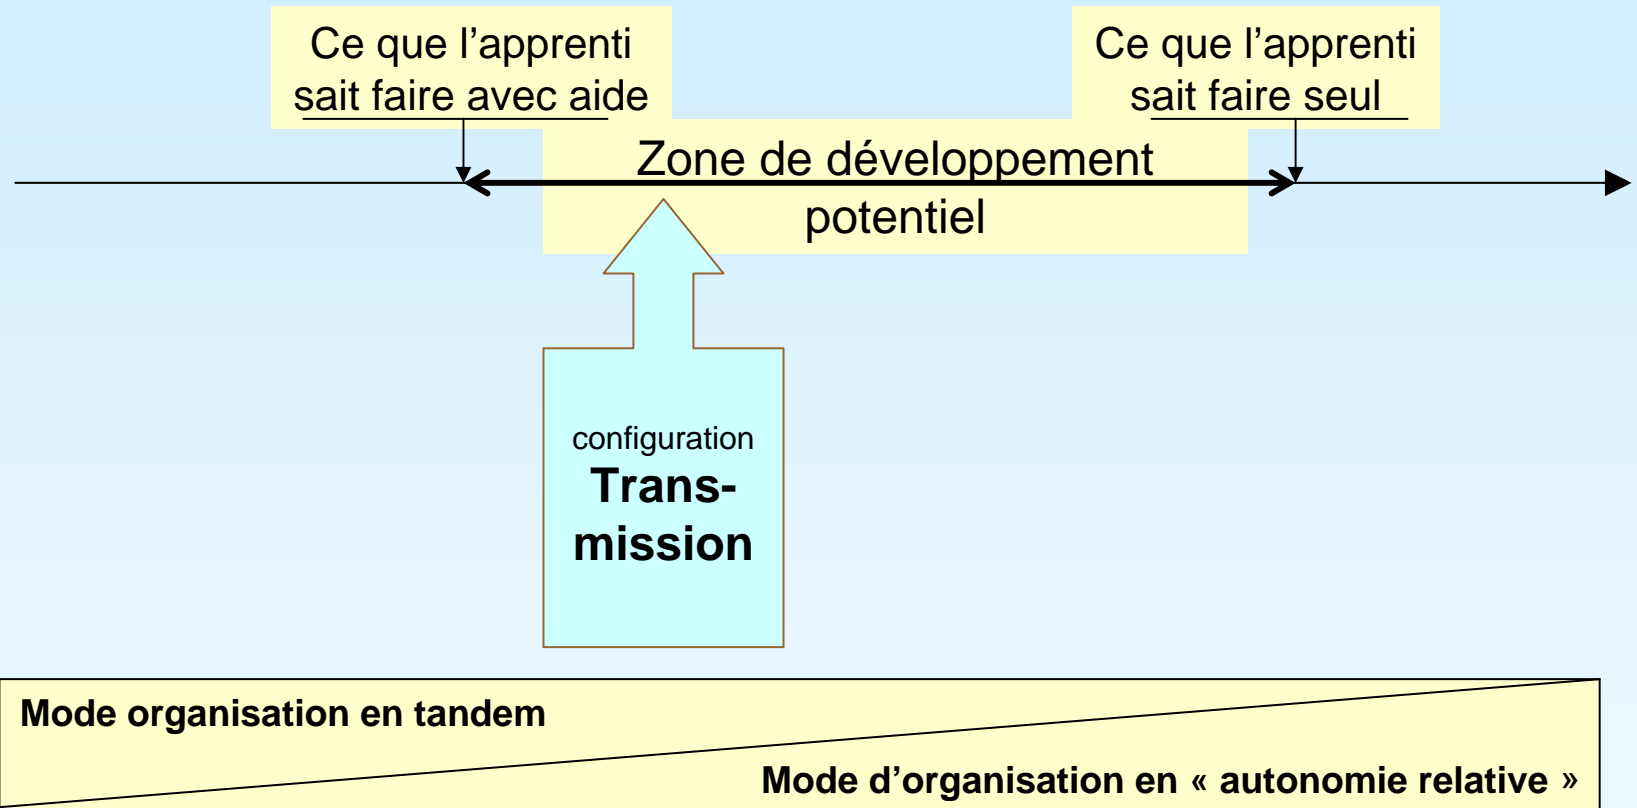 Ce que l’apprenti
sait faire avec aide
Ce que l’apprenti
sait faire seul
Zone de développement
potentiel
configuration
Trans-
mission
Mode organisation en tandem
Mode d’organisation en « autonomie relative »